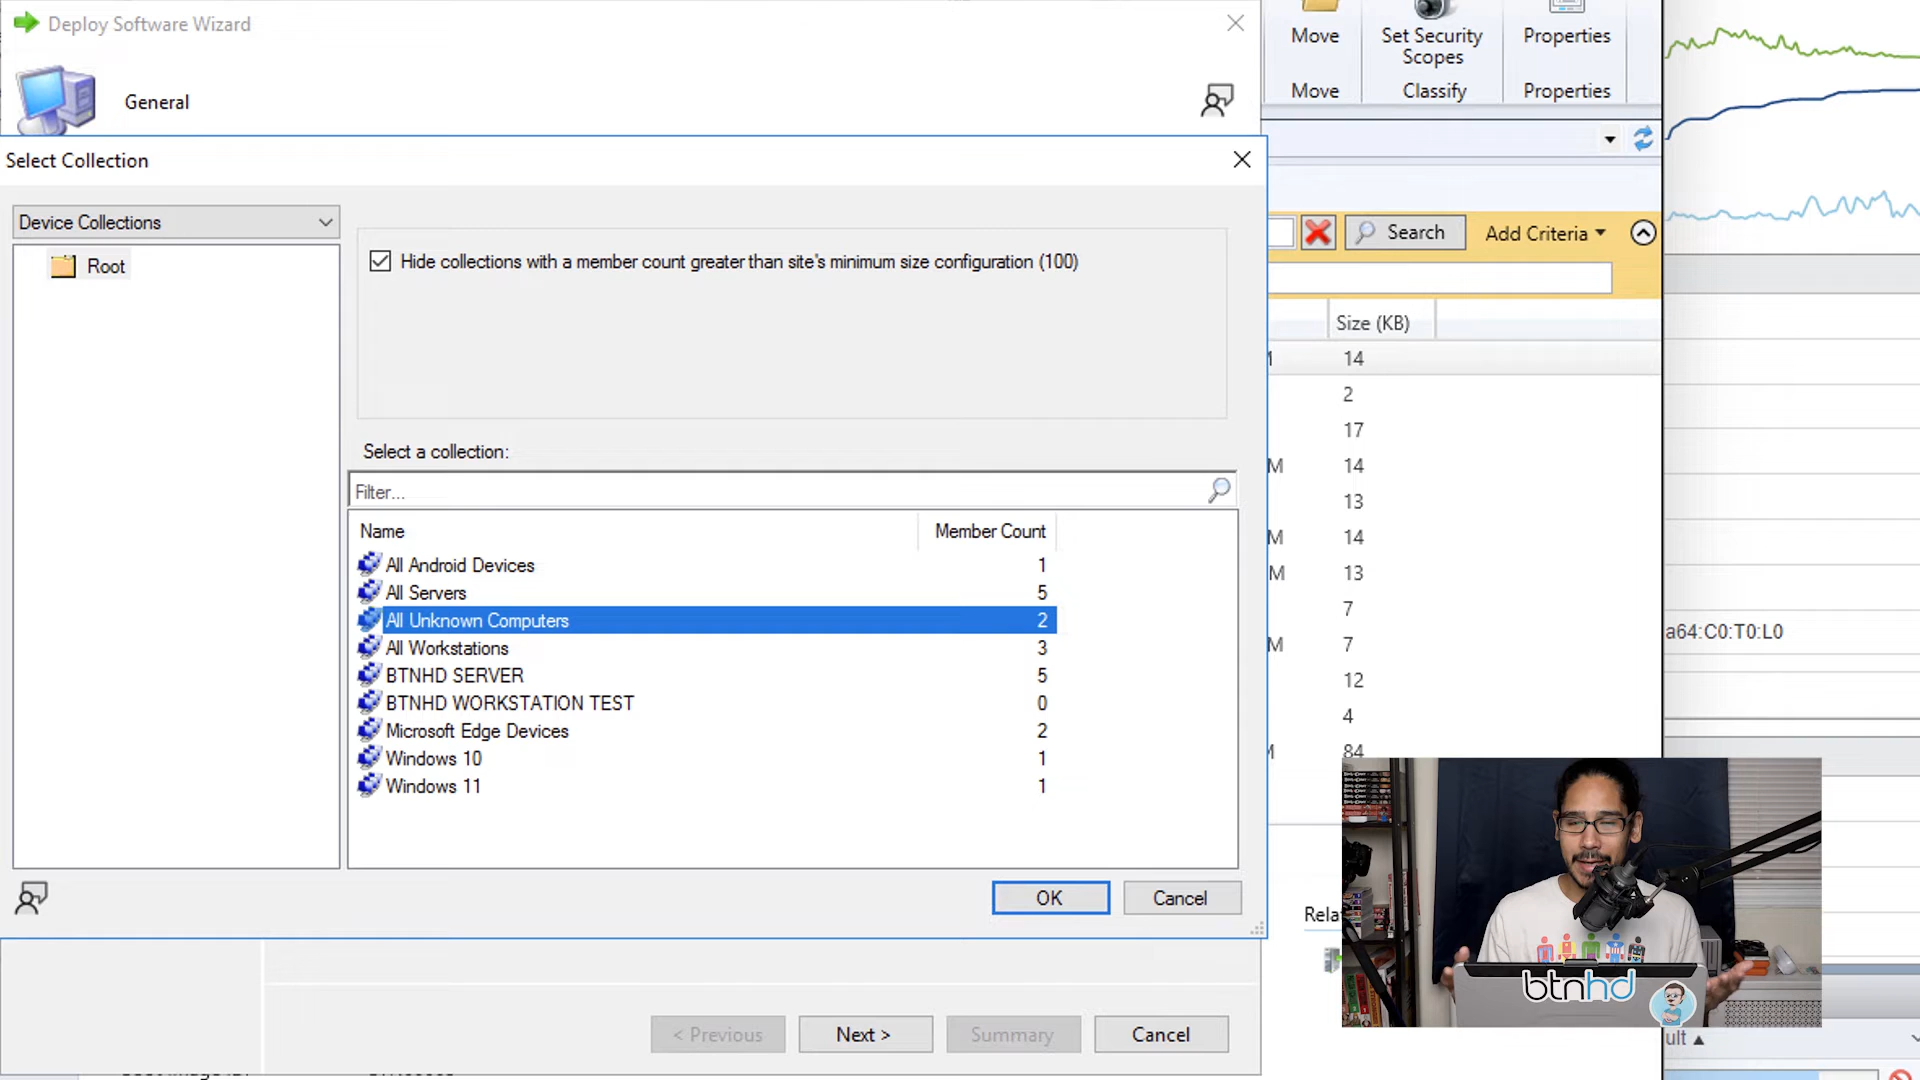 Deploy Software Wizard
General
Select Collection
Device Collections
Root
Hide collections with a member count greater than site's minimum size configuration (100)
Select a collection:
Filter...
Name Member Count
All Android Devices 1
All Servers 5
All Unknown Computers 2
All Workstations 3
BTNHD SERVER 5
BTNHD WORKSTATION TEST 0
Microsoft Edge Devices 2
Windows 10 1
Windows 11 1
OK Cancel
< Previous Next > Summary Cancel
Move Set Security Scopes Properties
Move Classify Properties
Search Add Criteria
Size (KB)
14
2
17
M 14
13
M 14
M 13
7
M 7
12
4
84
a64:C0:T0:L0
Relat
btnhd
ult